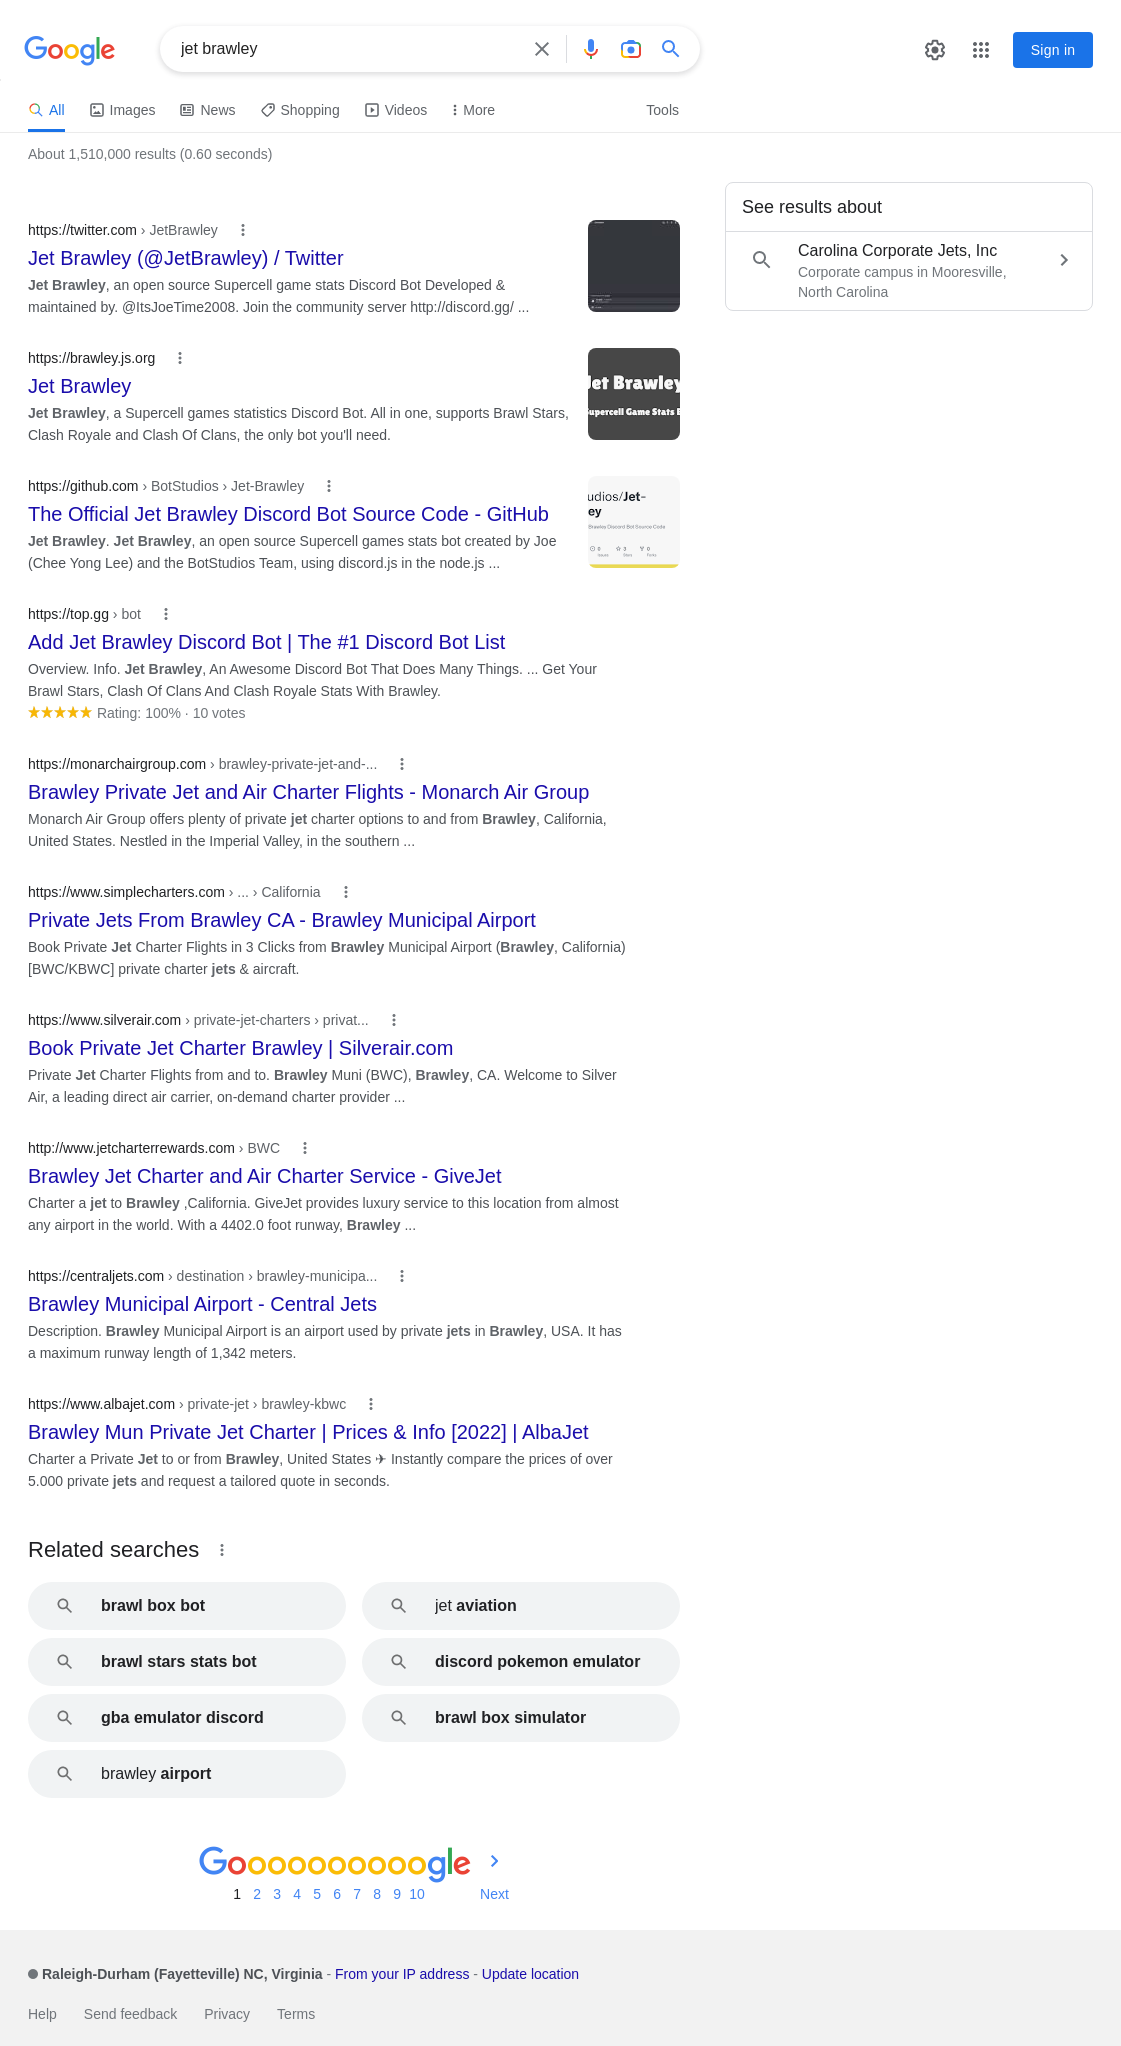 Google
jet brawley
Sign in
All
Images
News
Shopping
Videos
More
Tools
About 1,510,000 results (0.60 seconds)
See results about
Carolina Corporate Jets, Inc
Corporate campus in Mooresville,
North Carolina
https://twitter.com › JetBrawley
Jet Brawley (@JetBrawley) / Twitter
Jet Brawley, an open source Supercell game stats Discord Bot Developed &
maintained by. @ItsJoeTime2008. Join the community server http://discord.gg/ ...
https://brawley.js.org
Jet Brawley
Jet Brawley, a Supercell games statistics Discord Bot. All in one, supports Brawl Stars,
Clash Royale and Clash Of Clans, the only bot you'll need.
Jet Brawley
Supercell Game Stats
https://github.com › BotStudios › Jet-Brawley
The Official Jet Brawley Discord Bot Source Code - GitHub
Jet Brawley. Jet Brawley, an open source Supercell games stats bot created by Joe
(Chee Yong Lee) and the BotStudios Team, using discord.js in the node.js ...
udios/Jet-
ey
Brawley Discord Bot Source Code
https://top.gg › bot
Add Jet Brawley Discord Bot | The #1 Discord Bot List
Overview. Info. Jet Brawley, An Awesome Discord Bot That Does Many Things. ... Get Your
Brawl Stars, Clash Of Clans And Clash Royale Stats With Brawley.
Rating: 100% · 10 votes
https://monarchairgroup.com › brawley-private-jet-and-...
Brawley Private Jet and Air Charter Flights - Monarch Air Group
Monarch Air Group offers plenty of private jet charter options to and from Brawley, California,
United States. Nestled in the Imperial Valley, in the southern ...
https://www.simplecharters.com › ... › California
Private Jets From Brawley CA - Brawley Municipal Airport
Book Private Jet Charter Flights in 3 Clicks from Brawley Municipal Airport (Brawley, California)
[BWC/KBWC] private charter jets & aircraft.
https://www.silverair.com › private-jet-charters › privat...
Book Private Jet Charter Brawley | Silverair.com
Private Jet Charter Flights from and to. Brawley Muni (BWC), Brawley, CA. Welcome to Silver
Air, a leading direct air carrier, on-demand charter provider ...
http://www.jetcharterrewards.com › BWC
Brawley Jet Charter and Air Charter Service - GiveJet
Charter a jet to Brawley ,California. GiveJet provides luxury service to this location from almost
any airport in the world. With a 4402.0 foot runway, Brawley ...
https://centraljets.com › destination › brawley-municipa...
Brawley Municipal Airport - Central Jets
Description. Brawley Municipal Airport is an airport used by private jets in Brawley, USA. It has
a maximum runway length of 1,342 meters.
https://www.albajet.com › private-jet › brawley-kbwc
Brawley Mun Private Jet Charter | Prices & Info [2022] | AlbaJet
Charter a Private Jet to or from Brawley, United States ✈ Instantly compare the prices of over
5.000 private jets and request a tailored quote in seconds.
Related searches
brawl box bot
jet aviation
brawl stars stats bot
discord pokemon emulator
gba emulator discord
brawl box simulator
brawley airport
Goooooooooogle
1 2 3 4 5 6 7 8 9 10 Next
Raleigh-Durham (Fayetteville) NC, Virginia - From your IP address - Update location
Help Send feedback Privacy Terms